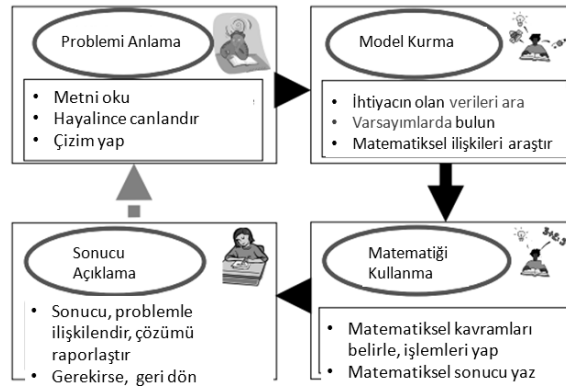 Problemi Anlama
• Metni oku
• Hayalince canlandır
• Çizim yap
Model Kurma
• İhtiyacın olan verileri ara
• Varsayımlarda bulun
• Matematiksel ilişkileri araştır
Matematiği
Kullanma
• Matematiksel kavramları
belirle, işlemleri yap
• Matematiksel sonucu yaz
Sonucu
Açıklama
• Sonucu, problemle
ilişkilendir, çözümü
raporlaştır
• Gerekirse, geri dön